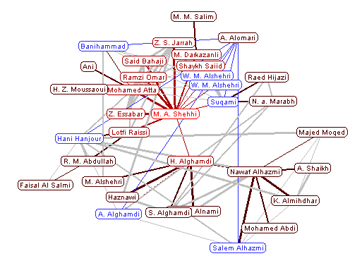 M. M. Salim
A. Alomari
Banihammad
Z. S. Jarrah
M. Darkazanli
Said Bahaji
Shaykh Saiid
Ani
Ramzi Omar
W. M. Alshehri
Raed Hijazi
W. M. Alshehri
H. Z. Moussaoui
Mohamed Atta
Suqami
N. a. Marabh
Z. Essabar
M. A. Shehhi
Lotfi Raissi
Majed Moqed
Hani Hanjour
R. M. Abdullah
H. Alghamdi
A. Shaikh
Nawaf Alhazmi
Faisal Al Salmi
M. Alshehri
Haznawi
K. Almihdhar
A. Alghamdi
S. Alghamdi
Alnami
Mohamed Abdi
Salem Alhazmi